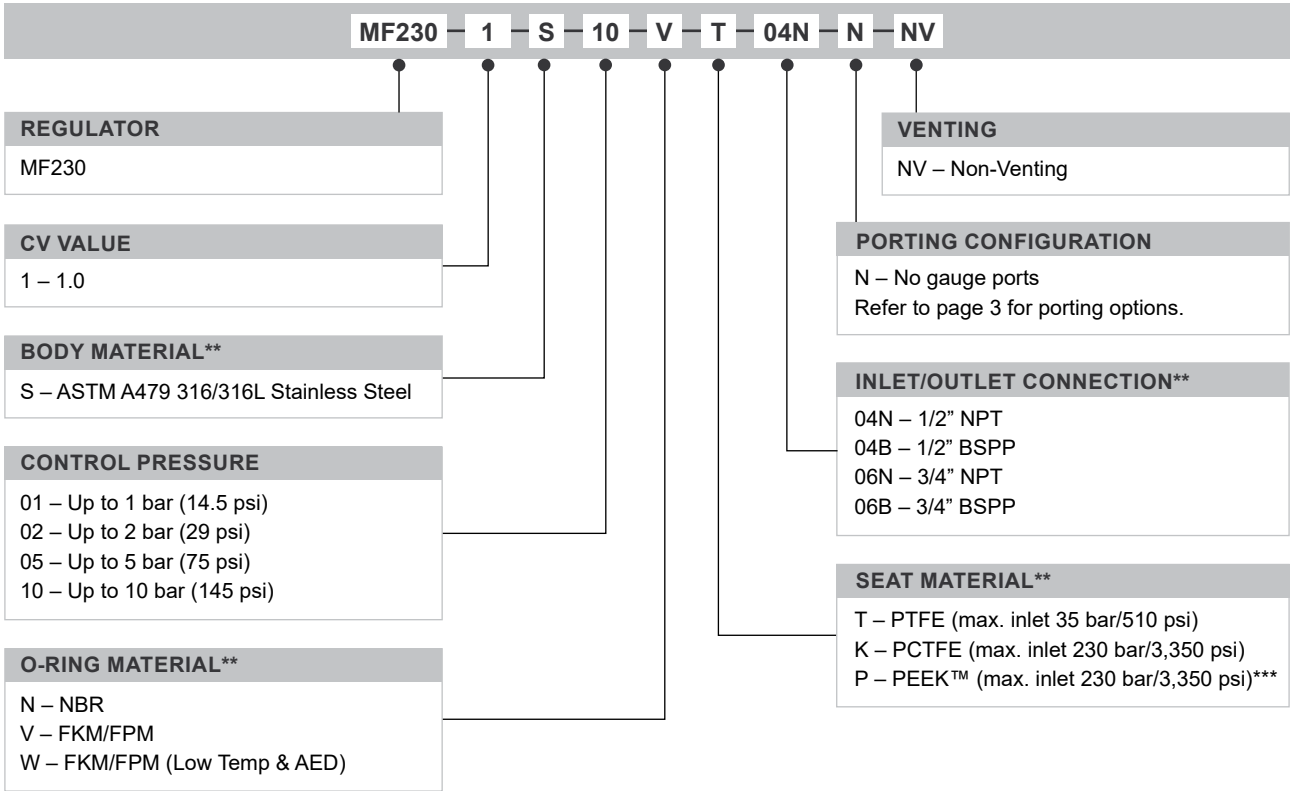 MF230 1 S 10 V T 04N N NV
REGULATOR
MF230
CV VALUE
1 – 1.0
BODY MATERIAL**
S – ASTM A479 316/316L Stainless Steel
CONTROL PRESSURE
01 – Up to 1 bar (14.5 psi)
02 – Up to 2 bar (29 psi)
05 – Up to 5 bar (75 psi)
10 – Up to 10 bar (145 psi)
O-RING MATERIAL**
N – NBR
V – FKM/FPM
W – FKM/FPM (Low Temp & AED)
VENTING
NV – Non-Venting
PORTING CONFIGURATION
N – No gauge ports
Refer to page 3 for porting options.
INLET/OUTLET CONNECTION**
04N – 1/2” NPT
04B – 1/2” BSPP
06N – 3/4” NPT
06B – 3/4” BSPP
SEAT MATERIAL**
T – PTFE (max. inlet 35 bar/510 psi)
K – PCTFE (max. inlet 230 bar/3,350 psi)
P – PEEK™ (max. inlet 230 bar/3,350 psi)***